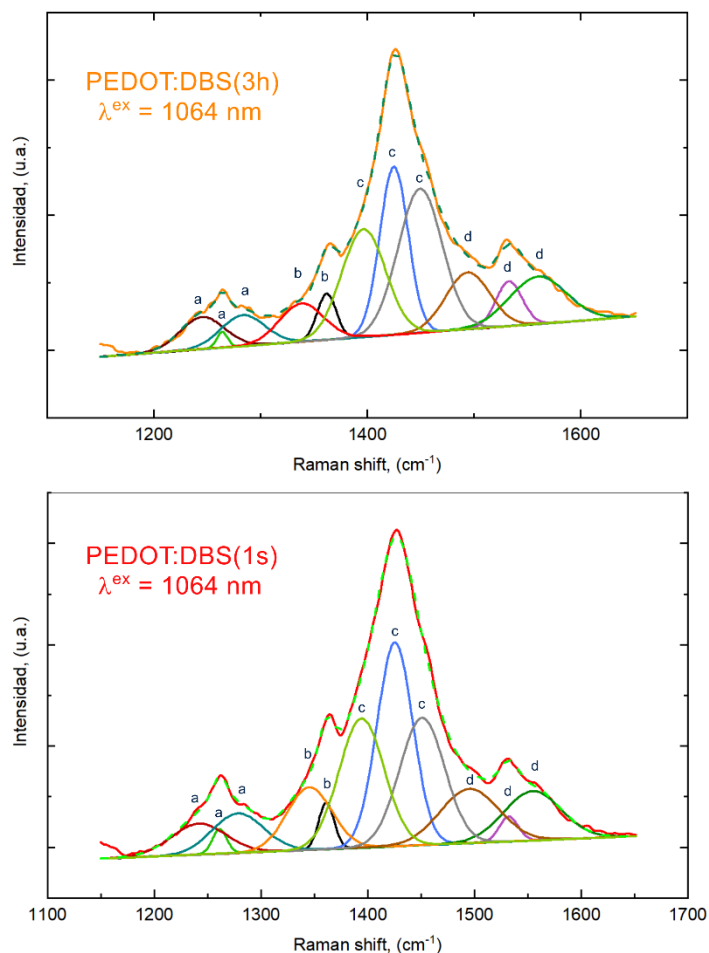 PEDOT:DBS(3h)
λᵉˣ = 1064 nm
Intensidad, (u.a.)
a
a
a
b
b
c
c
c
d
d
d
1200
1400
1600
Raman shift, (cm⁻¹)
PEDOT:DBS(1s)
λᵉˣ = 1064 nm
Intensidad, (u.a.)
a
a
a
b
b
c
c
c
d
d
d
1100
1200
1300
1400
1500
1600
1700
Raman shift, (cm⁻¹)